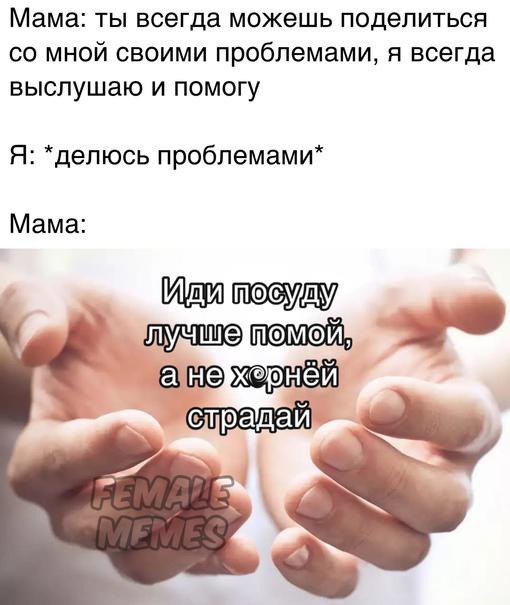 Мама: ты всегда можешь поделиться
со мной своими проблемами, я всегда
выслушаю и помогу
Я: *делюсь проблемами*
Мама:
Иди посуду
лучше помой,
а не хернёй
страдай
FEMALE
MEMES